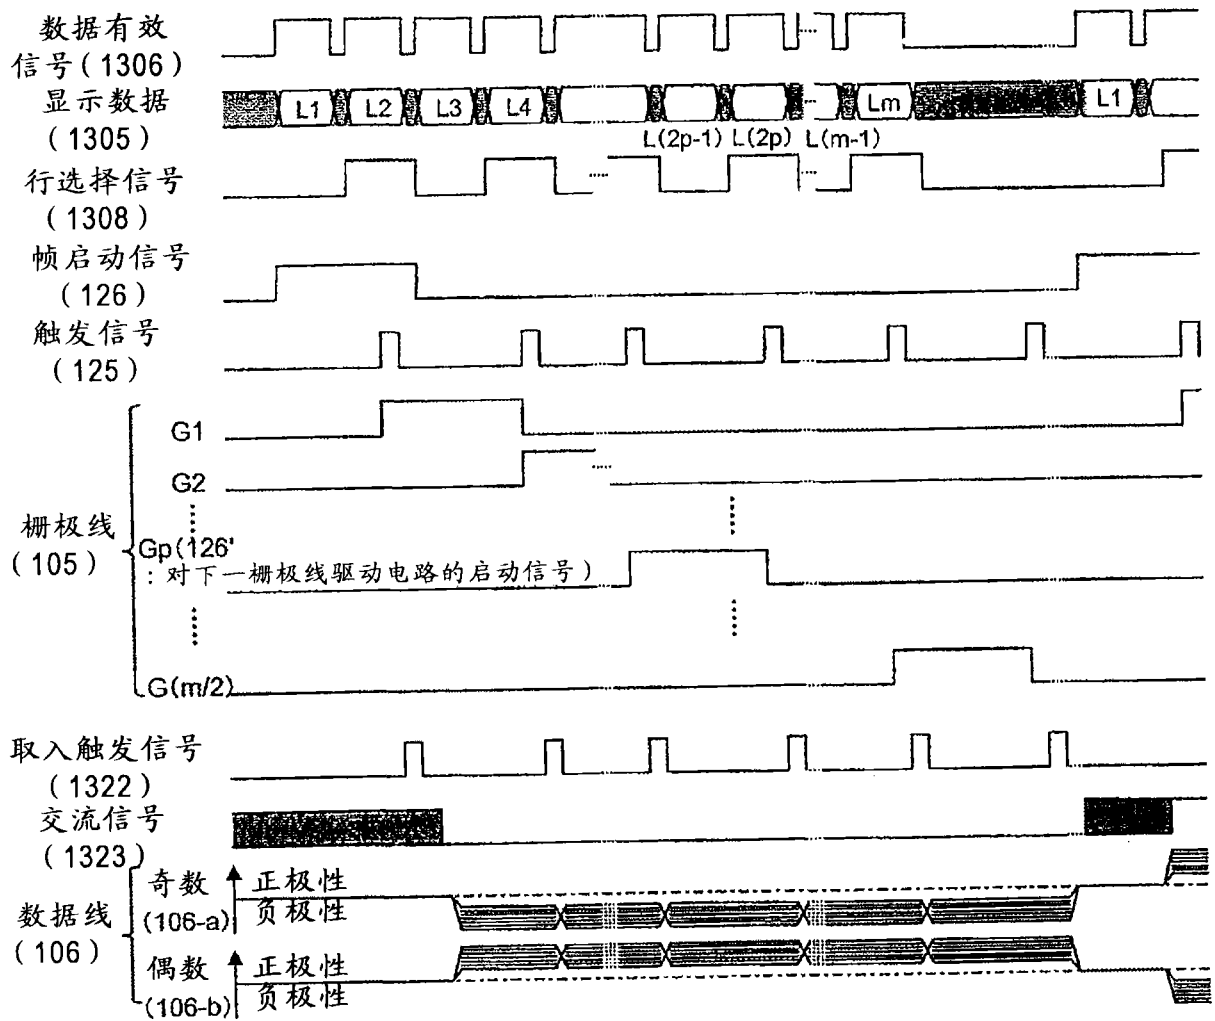 数据有效
信号(1306)
显示数据
(1305)
L1 L2 L3 L4 Lm L1
L(2p-1) L(2p) L(m-1)
行选择信号
(1308)
帧启动信号
(126)
触发信号
(125)
栅极线
(105)
G1
G2
Gp(126'
:对下一栅极线驱动电路的启动信号)
G(m/2)
取入触发信号
(1322)
交流信号
(1323)
数据线
(106)
奇数 正极性
(106-a) 负极性
偶数 正极性
(106-b) 负极性